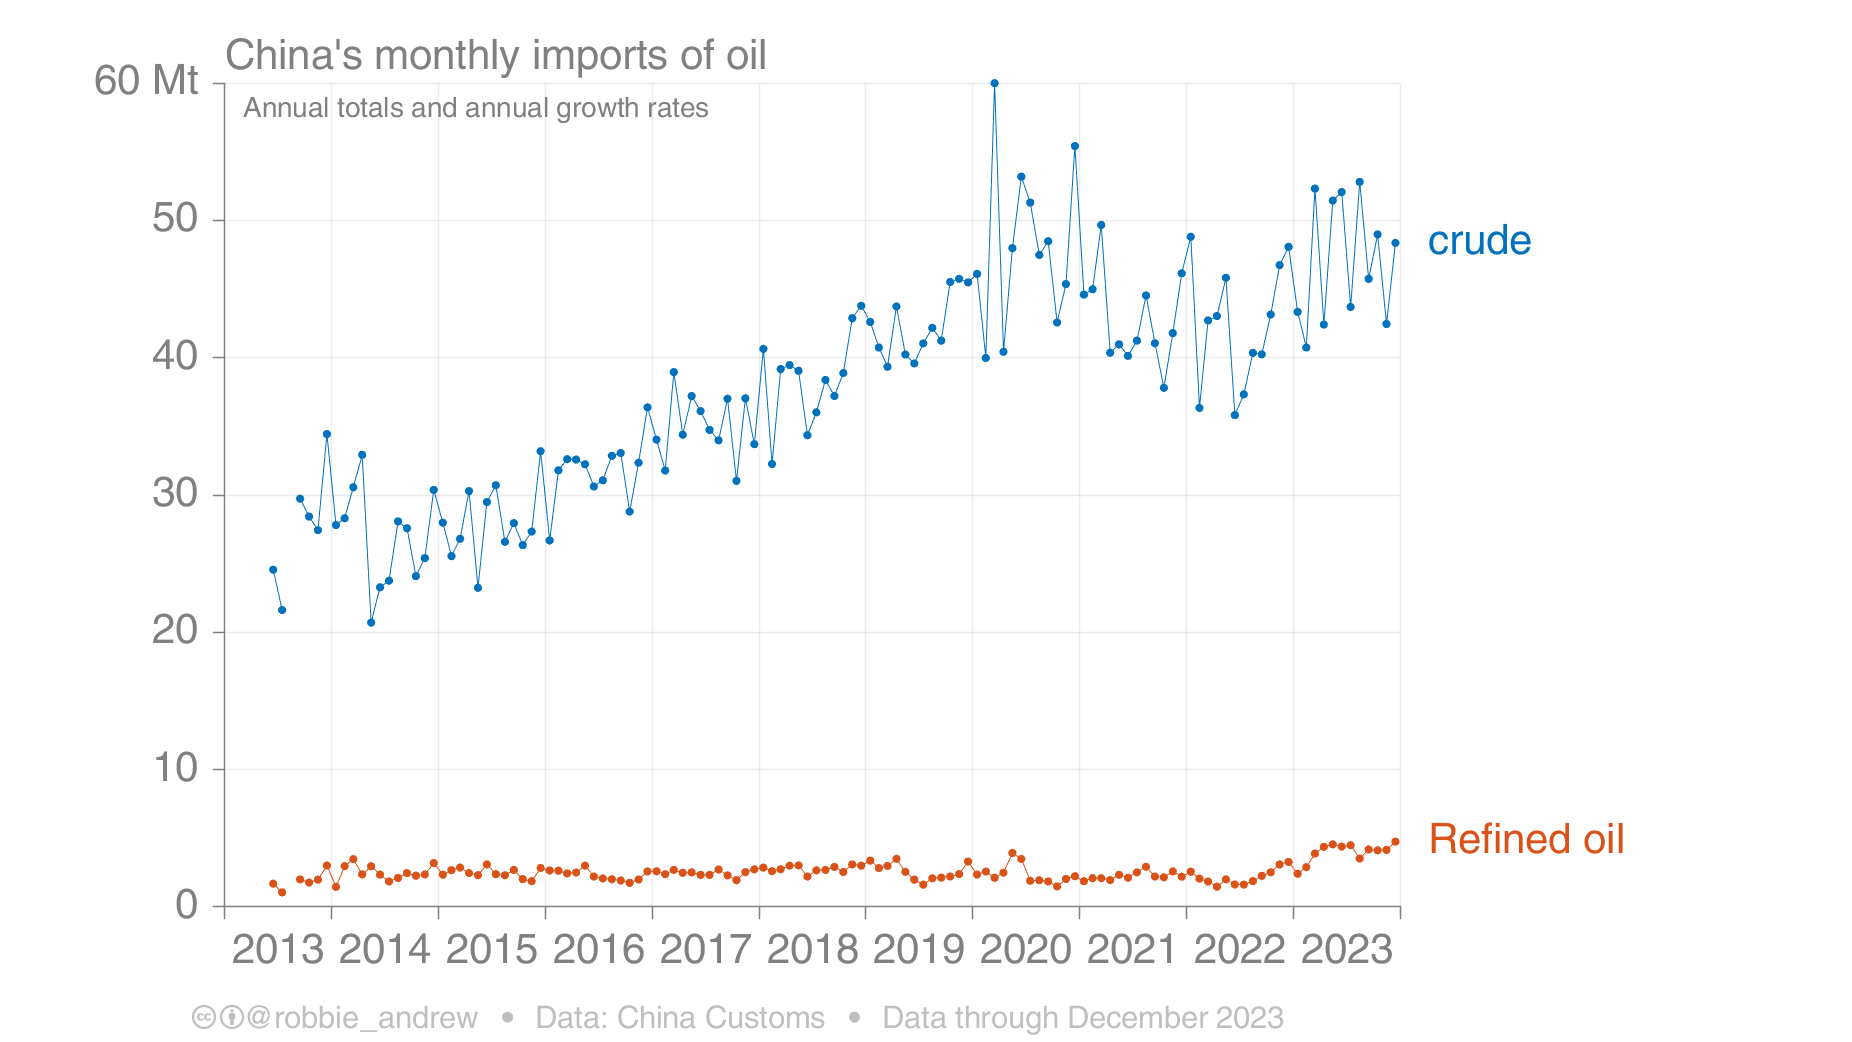 China's monthly imports of oil
60 Mt
Annual totals and annual growth rates
50
crude
40
30
20
10
Refined oil
0
2013 2014 2015 2016 2017 2018 2019 2020 2021 2022 2023
cc @robbie_andrew • Data: China Customs • Data through December 2023